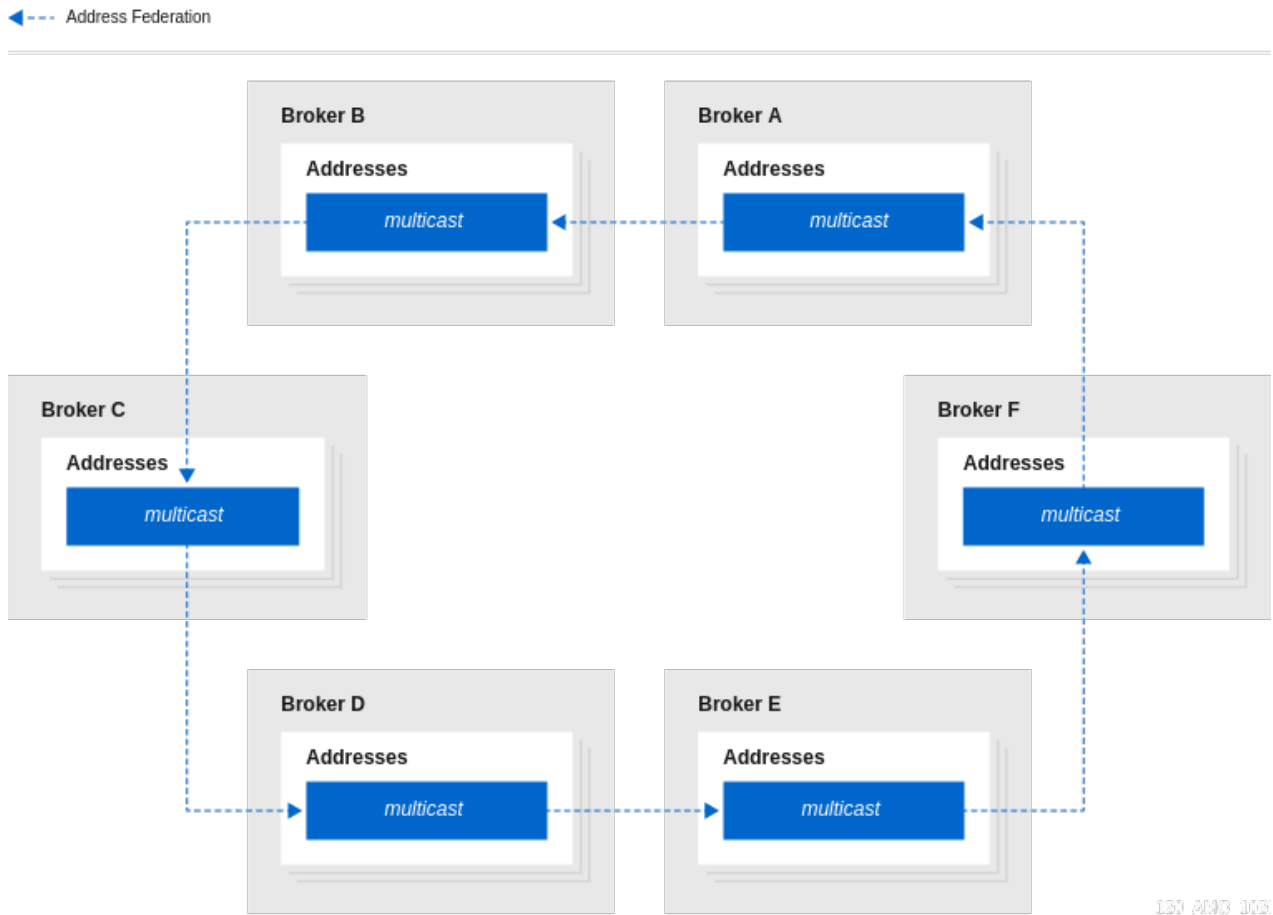 Address Federation
Broker B
Addresses
multicast
Broker A
Addresses
multicast
Broker C
Addresses
multicast
Broker F
Addresses
multicast
Broker D
Addresses
multicast
Broker E
Addresses
multicast